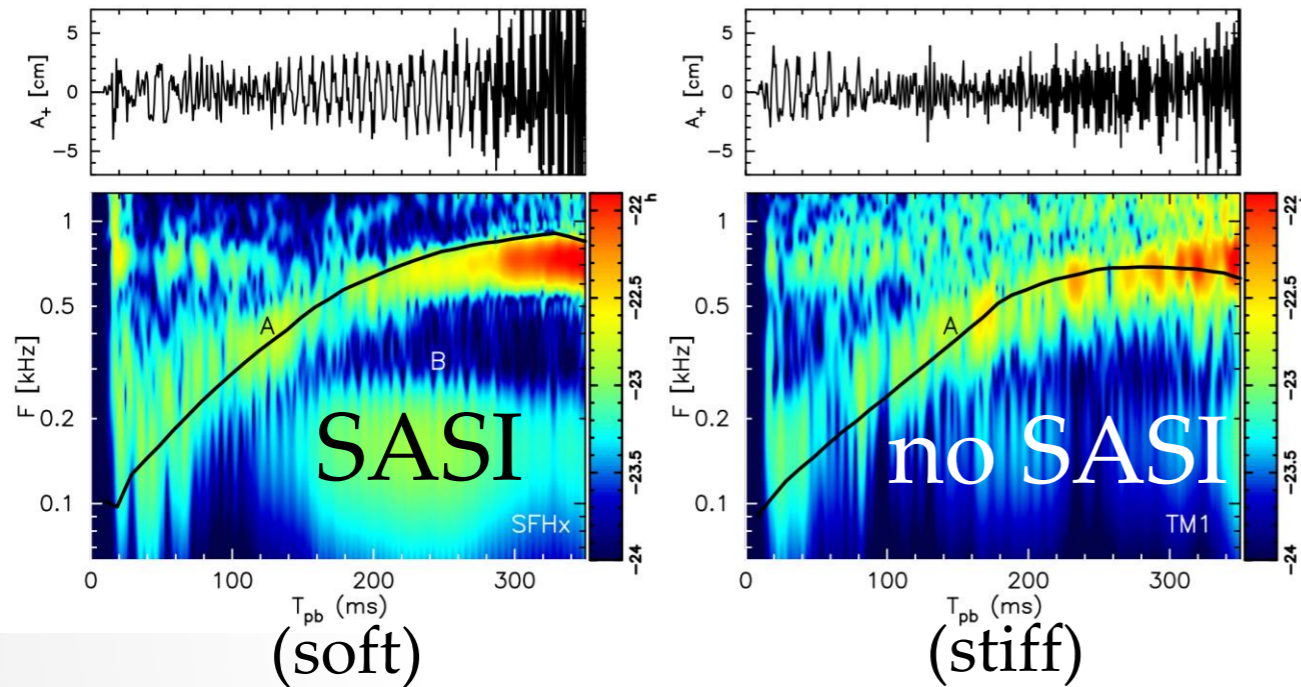 A₊ [cm]
5
0
−5
F [kHz]
1
0.5
0.2
0.1
A
B
SASI
SFHx
-22
h
-22.5
-23
-23.5
-24
0 100 200 300
T_pb (ms)
(soft)
A₊ [cm]
5
0
−5
F [kHz]
1
0.5
0.2
0.1
A
no SASI
TM1
-22
-22.5
-23
-23.5
-24
0 100 200 300
T_pb (ms)
(stiff)